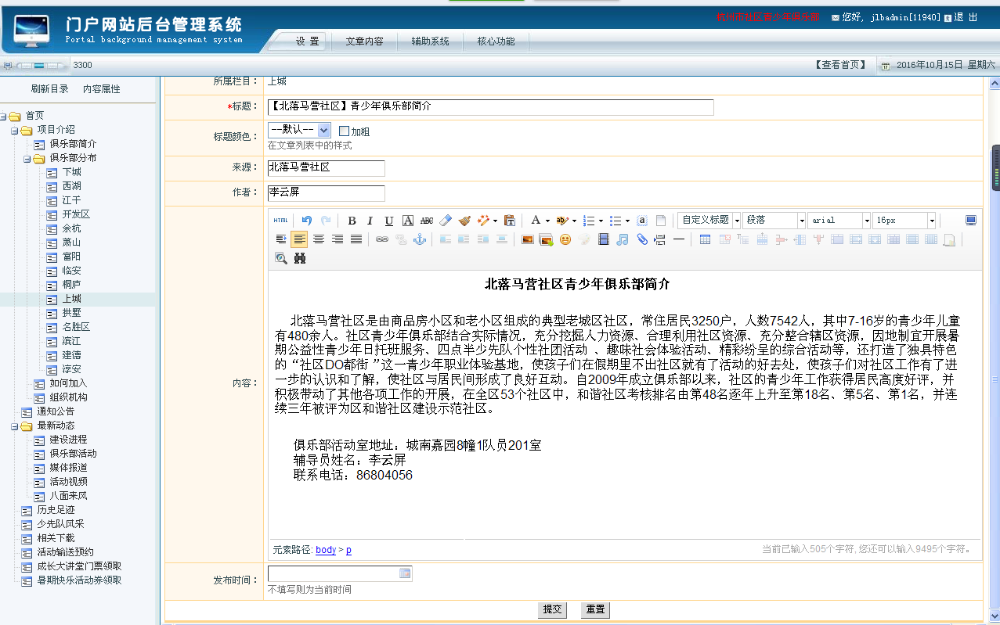 门户网站后台管理系统
Portal background management system
杭州市社区青少年俱乐部
您好, jlbadmin[11940] 退 出
设 置 文章内容 辅助系统 核心功能
3300
【查看首页】 2016年10月15日 星期六
刷新目录 内容属性
首页
项目介绍
俱乐部简介
俱乐部分布
下城
西湖
江干
开发区
余杭
萧山
富阳
临安
桐庐
上城
拱墅
名胜区
滨江
建德
淳安
如何加入
组织机构
通知公告
最新动态
建设进程
俱乐部活动
媒体报道
活动视频
八面来风
历史足迹
少先队风采
相关下载
活动输送预约
成长大讲堂门票领取
暑期快乐活动券领取
所属栏目： 上城
*标题： 【北落马营社区】青少年俱乐部简介
标题颜色： --默认-- 加粗
在文章列表中的样式
来源： 北落马营社区
作者： 李云屏
内容：
HTML B I U A ABC A ab a 自定义标题 段落 arial 16px
北落马营社区青少年俱乐部简介
北落马营社区是由商品房小区和老小区组成的典型老城区社区，常住居民3250户，人数7542人，其中7-16岁的青少年儿童
有480余人。社区青少年俱乐部结合实际情况，充分挖掘人力资源、合理利用社区资源、充分整合辖区资源，因地制宜开展暑
期公益性青少年日托班服务、四点半少先队个性社团活动 、趣味社会体验活动、精彩纷呈的综合活动等，还打造了独具特色
的“社区DO都街 ”这一青少年职业体验基地，使孩子们在假期里不出社区就有了活动的好去处，使孩子们对社区工作有了进
一步的认识和了解，使社区与居民间形成了良好互动。自2009年成立俱乐部以来，社区的青少年工作获得居民高度好评，并
积极带动了其他各项工作的开展，在全区53个社区中，和谐社区考核排名由第48名逐年上升至第18名、第5名、第1名，并连
续三年被评为区和谐社区建设示范社区。
俱乐部活动室地址：城南嘉园8幢1队员201室
辅导员姓名：李云屏
联系电话：86804056
元素路径: body > p
当前已输入505个字符, 您还可以输入9495个字符。
发布时间：
不填写则为当前时间
提交 重置